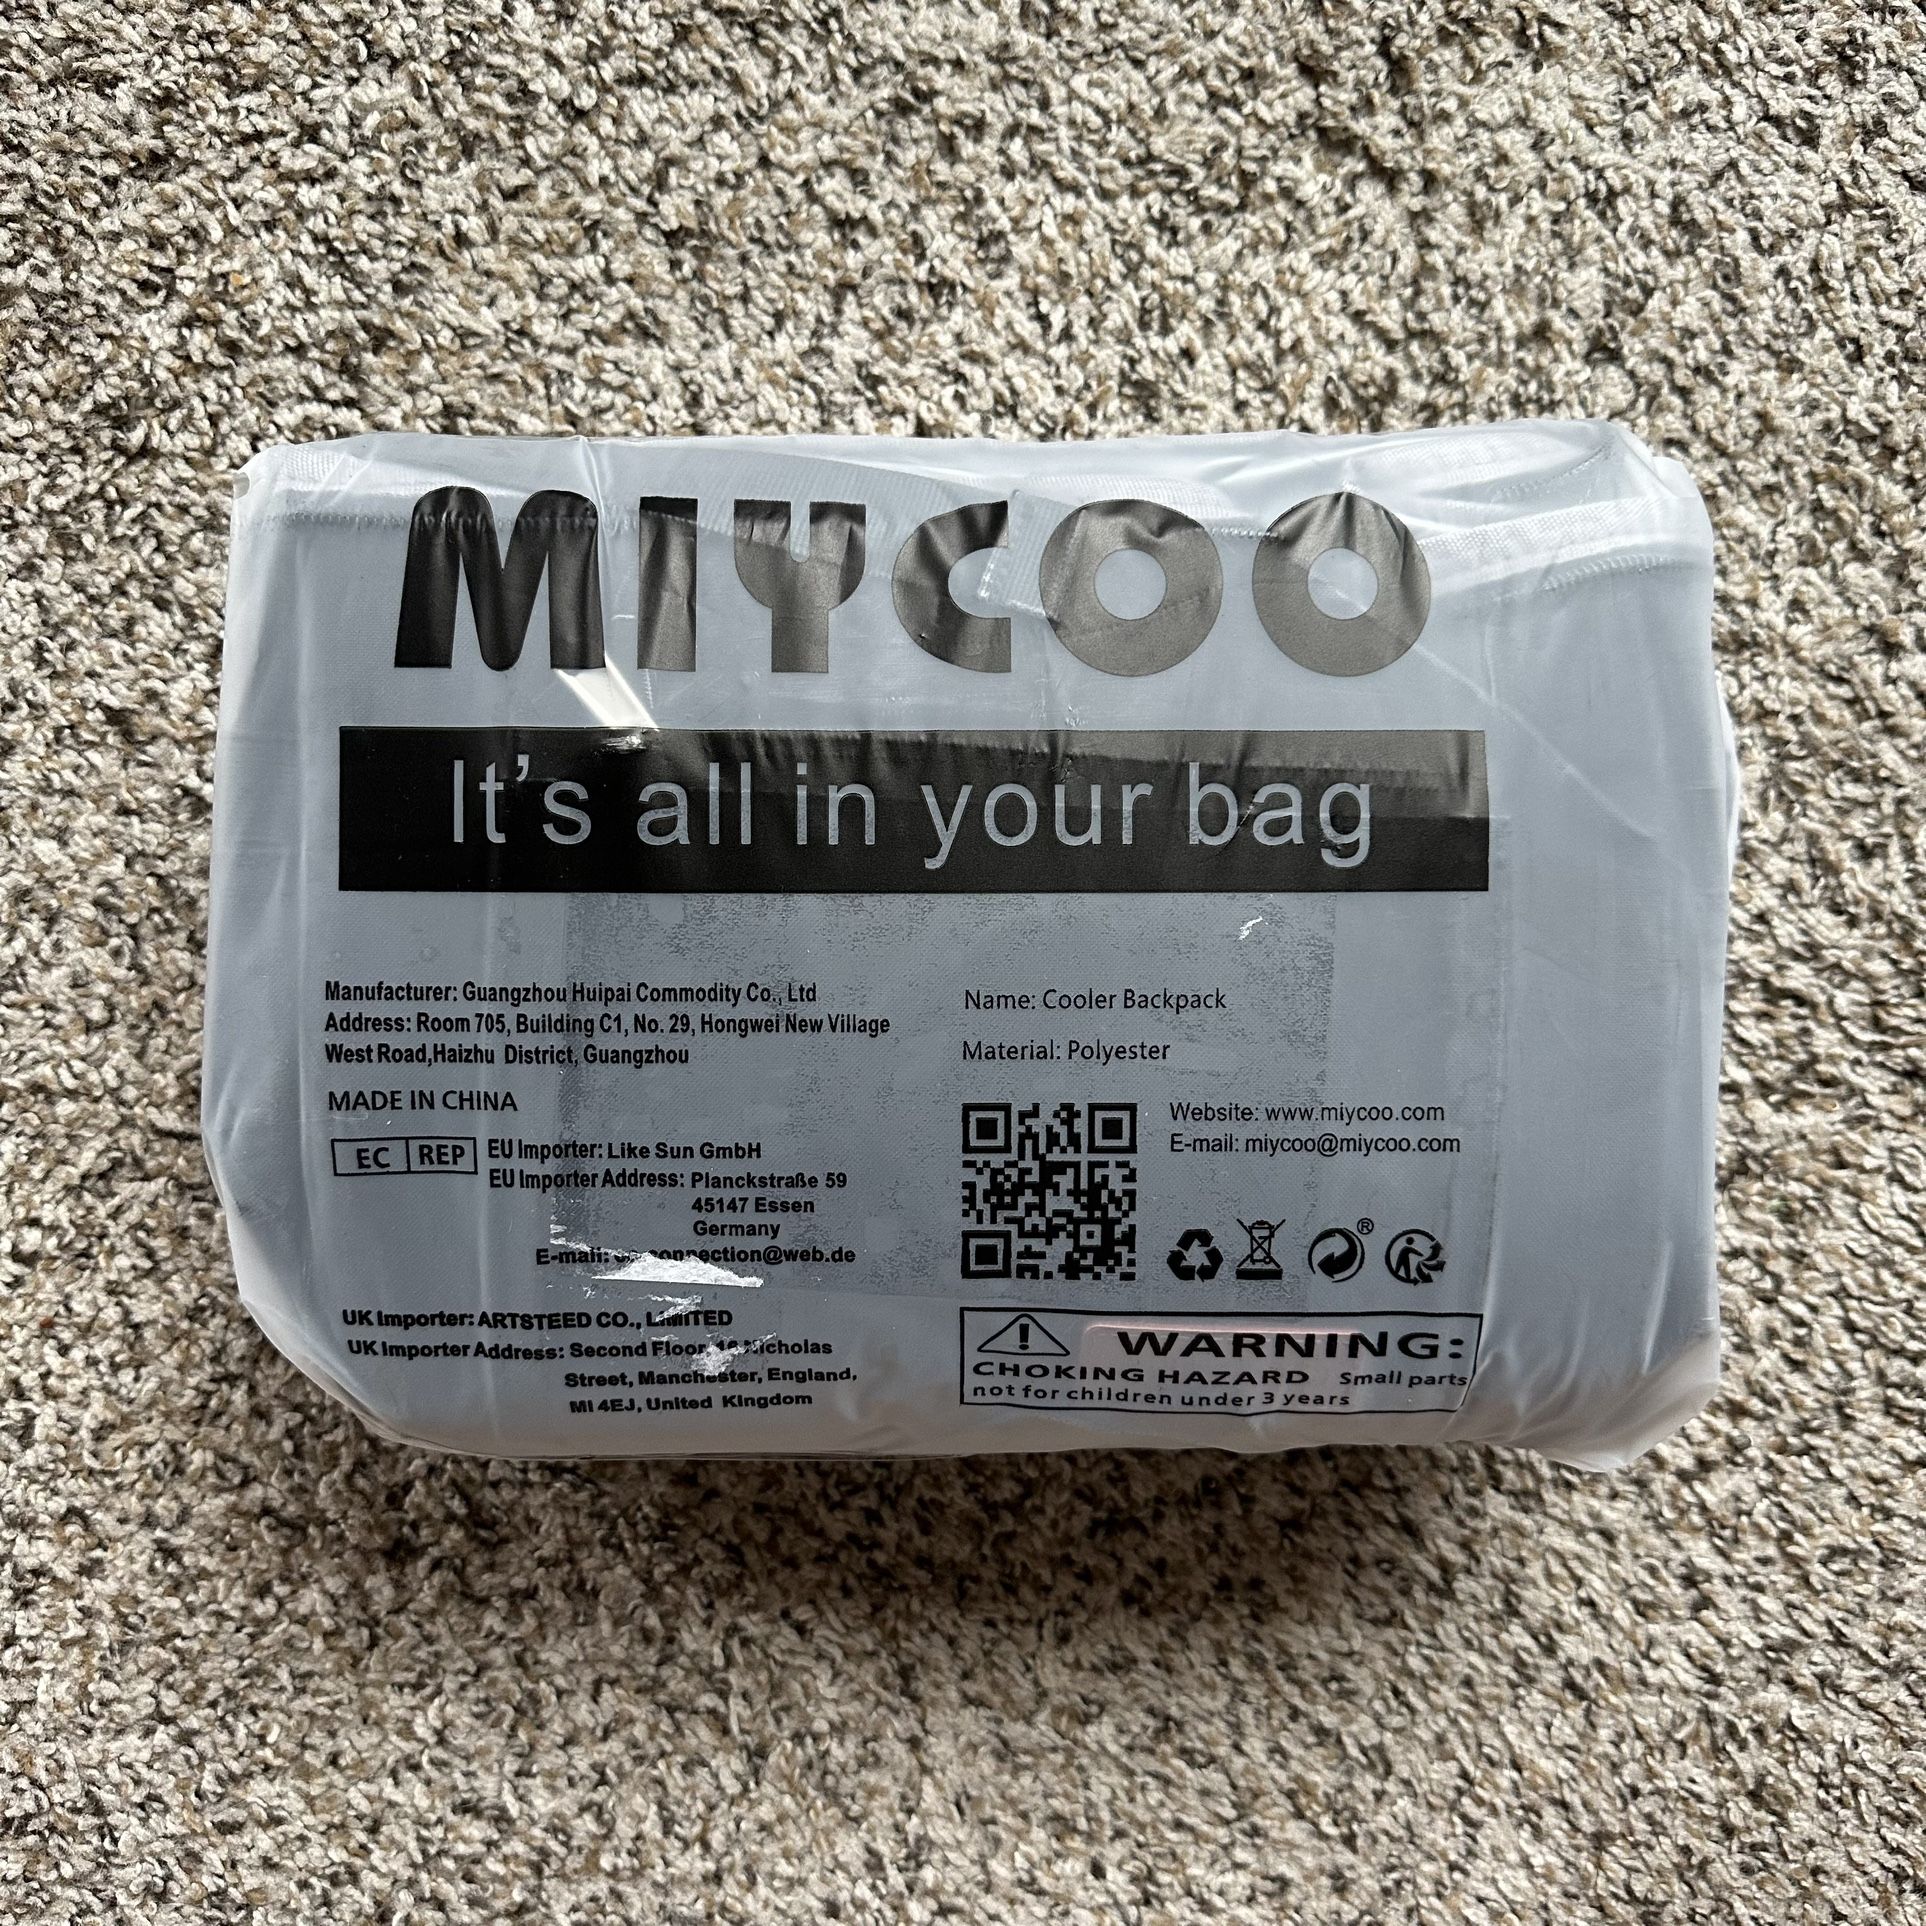 MIYCOO
It's all in your bag
Manufacturer: Guangzhou Huipai Commodity Co., Ltd
Address: Room 705, Building C1, No. 29, Hongwei New Village
West Road,Haizhu District, Guangzhou
MADE IN CHINA
EC REP
EU Importer: Like Sun GmbH
EU Importer Address: Planckstraße 59
45147 Essen
Germany
E-mail:
UK Importer: ARTSTEED CO., LIMITED
UK Importer Address: Second Floor
Street, Manchester, England,
MI 4EJ, United Kingdom
Name: Cooler Backpack
Material: Polyester
Website: www.miycoo.com
E-mail: miycoo@miycoo.com
®
WARNING:
CHOKING HAZARD Small parts
not for children under 3 years